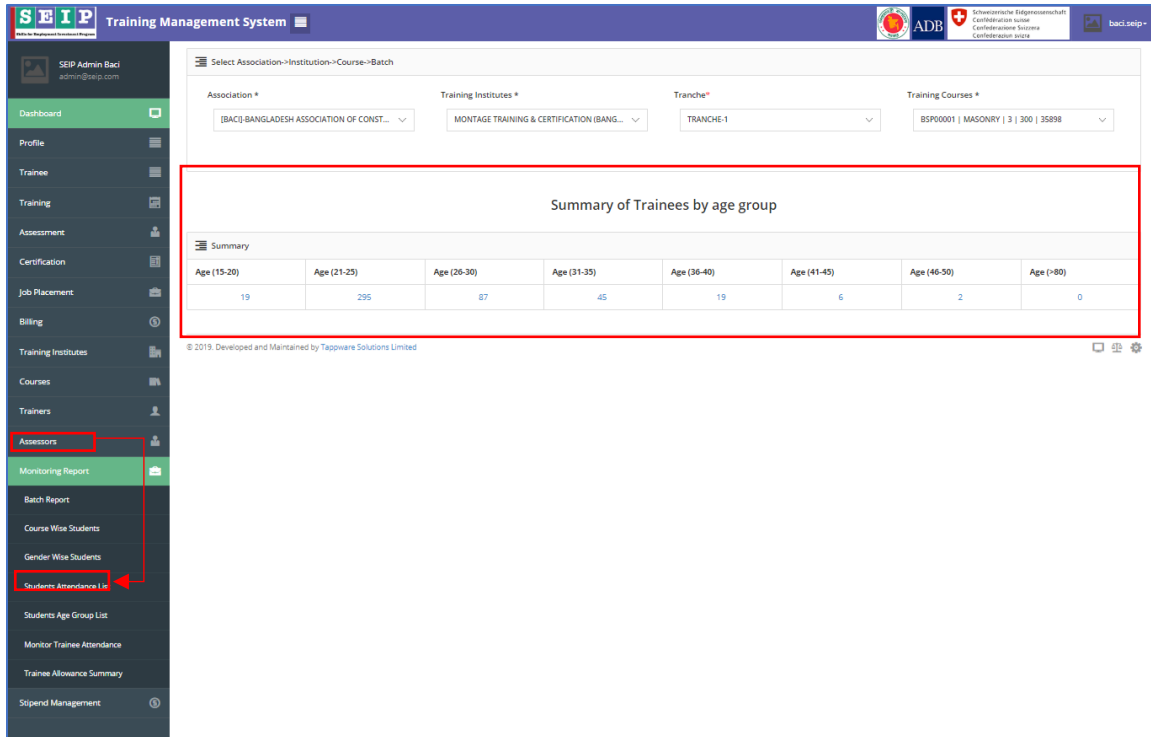 SEIP Training Management System
Skills for Employment Investment Program
ADB
Schweizerische Eidgenossenschaft
Confédération suisse
Confederazione Svizzera
Confederaziun svizra
baci.seip
SEIP Admin Baci
admin@seip.com
Dashboard
Profile
Trainee
Training
Assessment
Certification
Job Placement
Billing
Training Institutes
Courses
Trainers
Assessors
Monitoring Report
Batch Report
Course Wise Students
Gender Wise Students
Students Attendance List
Students Age Group List
Monitor Trainee Attendance
Trainee Allowance Summary
Stipend Management
Select Association->Institution->Course->Batch
Association * Training Institutes * Tranche* Training Courses *
[BACI]-BANGLADESH ASSOCIATION OF CONST... MONTAGE TRAINING & CERTIFICATION (BANG... TRANCHE-1 BSP00001 | MASONRY | 3 | 300 | 35898
Summary of Trainees by age group
Summary
Age (15-20) Age (21-25) Age (26-30) Age (31-35) Age (36-40) Age (41-45) Age (46-50) Age (>80)
19 295 87 45 19 6 2 0
© 2019. Developed and Maintained by Tappware Solutions Limited